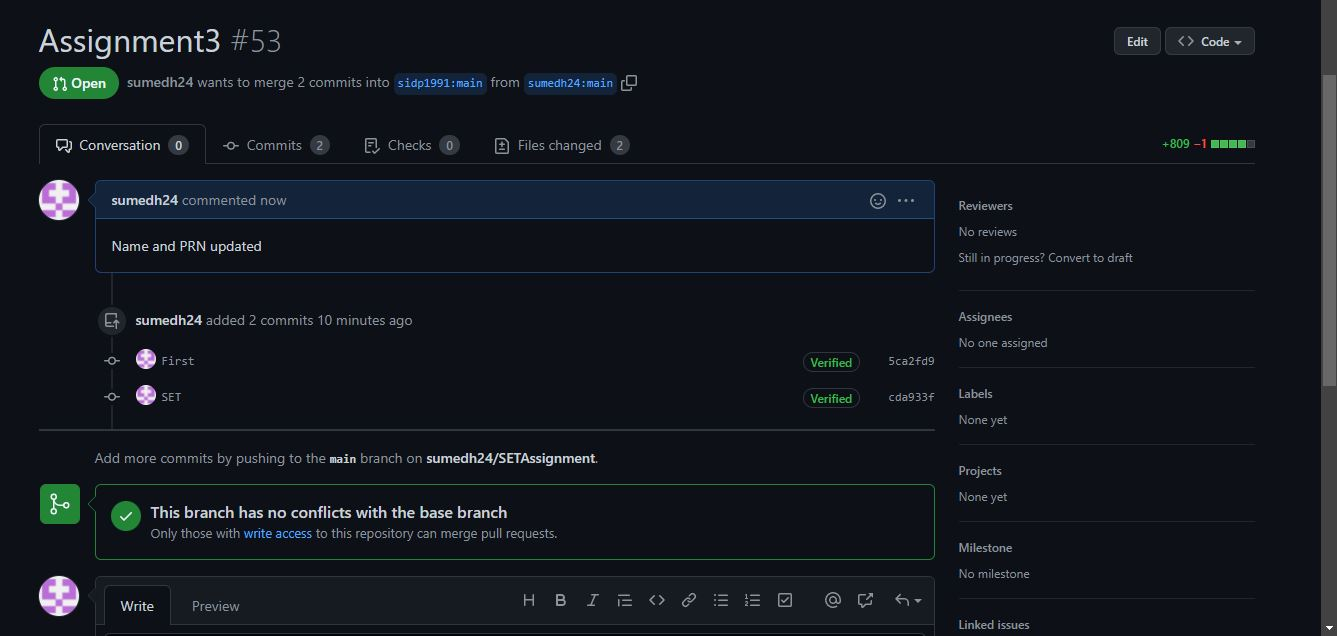 Assignment3 #53
Edit
Code
Open
sumedh24 wants to merge 2 commits into sidp1991:main from sumedh24:main
Conversation 0
Commits 2
Checks 0
Files changed 2
+809 −1
sumedh24 commented now
Name and PRN updated
sumedh24 added 2 commits 10 minutes ago
First Verified 5ca2fd9
SET Verified cda933f
Add more commits by pushing to the main branch on sumedh24/SETAssignment.
This branch has no conflicts with the base branch
Only those with write access to this repository can merge pull requests.
Write
Preview
Reviewers
No reviews
Still in progress? Convert to draft
Assignees
No one assigned
Labels
None yet
Projects
None yet
Milestone
No milestone
Linked issues